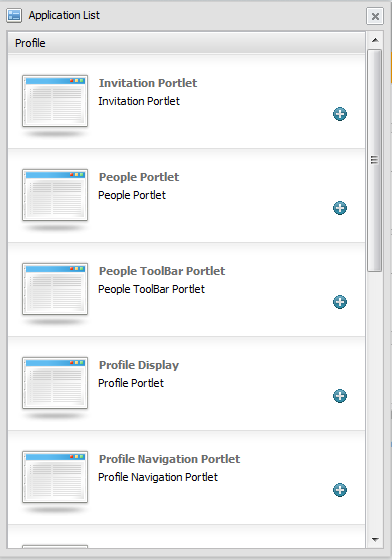 Application List
Profile
Invitation Portlet
Invitation Portlet
People Portlet
People Portlet
People ToolBar Portlet
People ToolBar Portlet
Profile Display
Profile Portlet
Profile Navigation Portlet
Profile Navigation Portlet